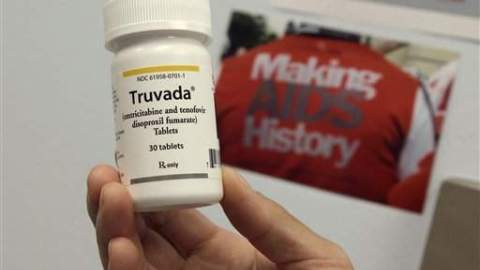 NDC 61958-0701-1
Truvada®
(emtricitabine and tenofovir
disoproxil fumarate)
Tablets
30 tablets
Rx only
Making
AIDS
History